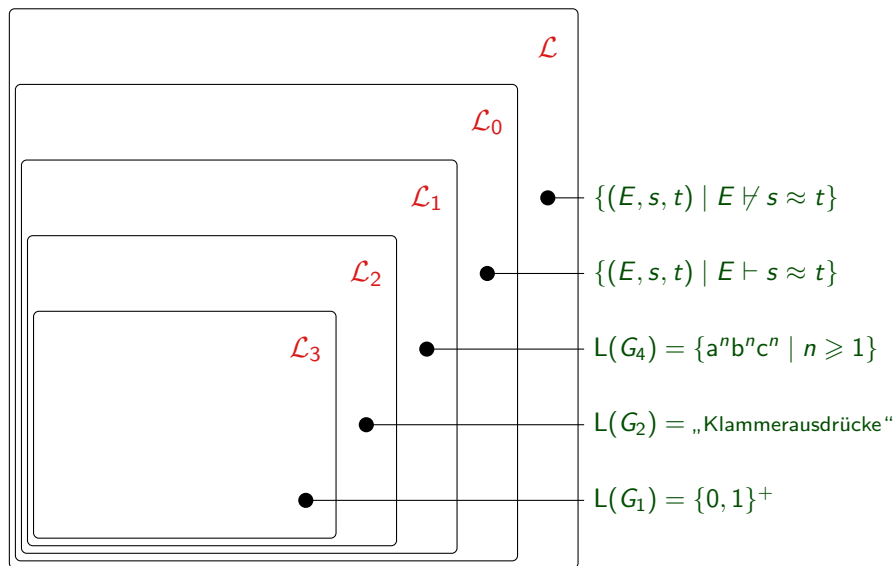 ℒ
ℒ₀
ℒ₁
{(E, s, t) | E ⊬ s ≈ t}
ℒ₂
{(E, s, t) | E ⊢ s ≈ t}
ℒ₃
L(G₄) = {aⁿbⁿcⁿ | n ⩾ 1}
L(G₂) = „Klammerausdrücke“
L(G₁) = {0, 1}⁺